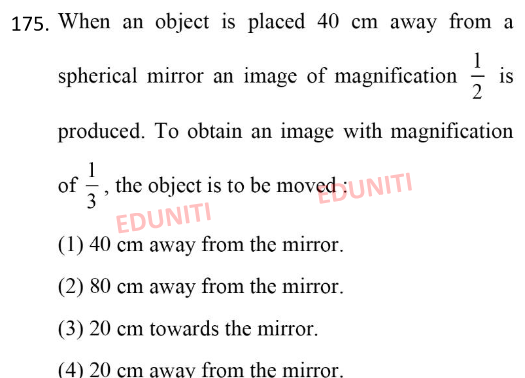 175. When an object is placed 40 cm away from a
spherical mirror an image of magnification 1/2 is
produced. To obtain an image with magnification
of 1/3, the object is to be moved :
EDUNITI
EDUNITI
(1) 40 cm away from the mirror.
(2) 80 cm away from the mirror.
(3) 20 cm towards the mirror.
(4) 20 cm away from the mirror.